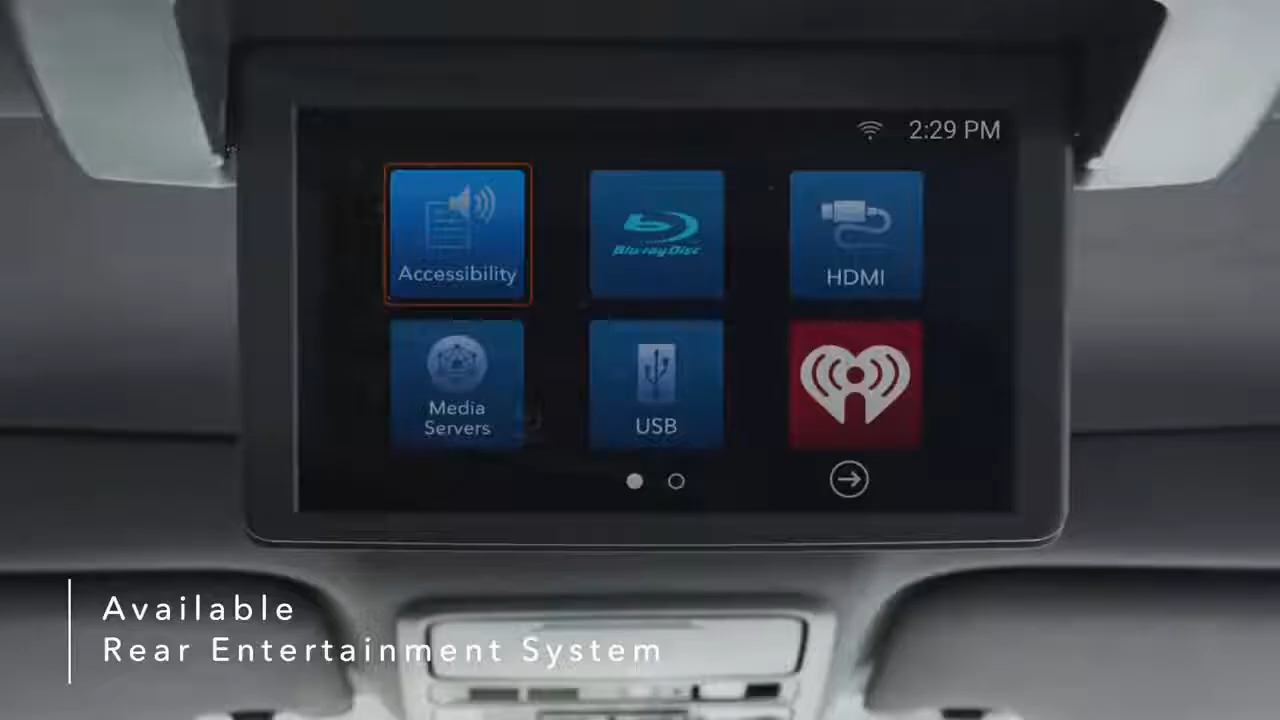 2:29 PM
Accessibility
Blu-ray Disc
HDMI
Media
Servers
USB
Available
Rear Entertainment System